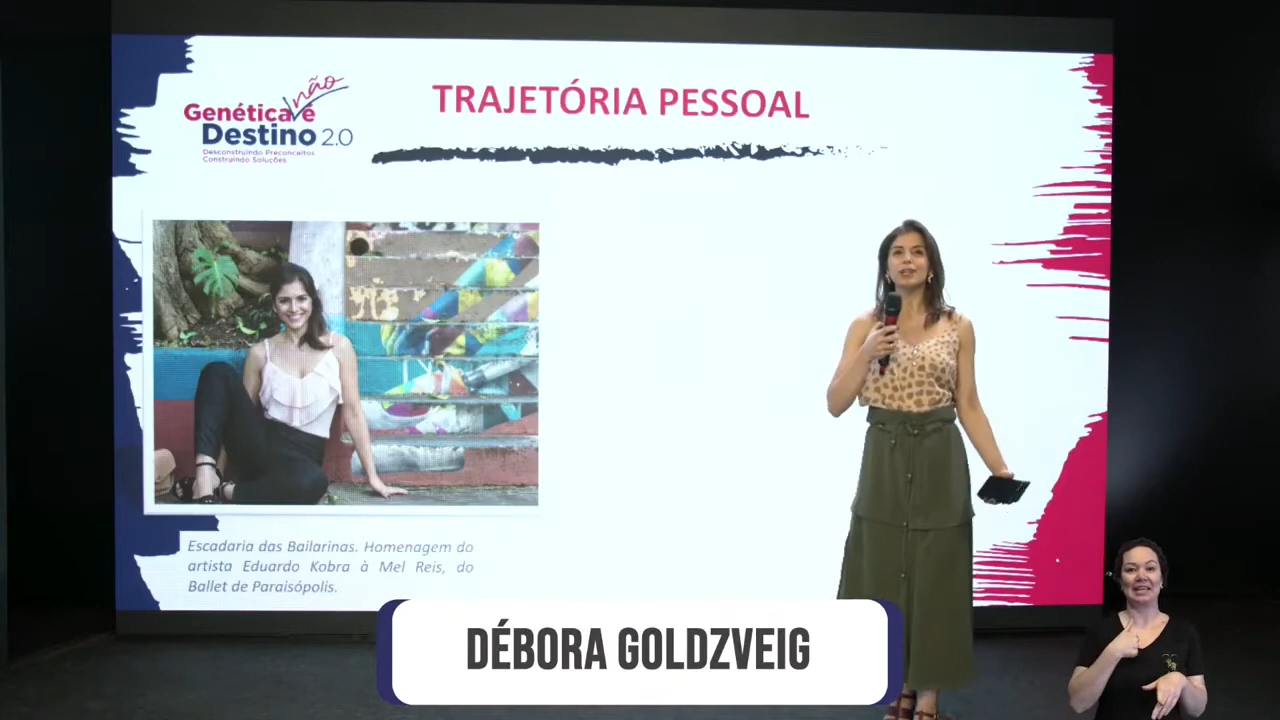 não
Genética é
Destino 2.0
Desconstruindo Preconceitos
Construindo Soluções
TRAJETÓRIA PESSOAL
Escadaria das Bailarinas. Homenagem do
artista Eduardo Kobra à Mel Reis, do
Ballet de Paraisópolis.
DÉBORA GOLDZVEIG